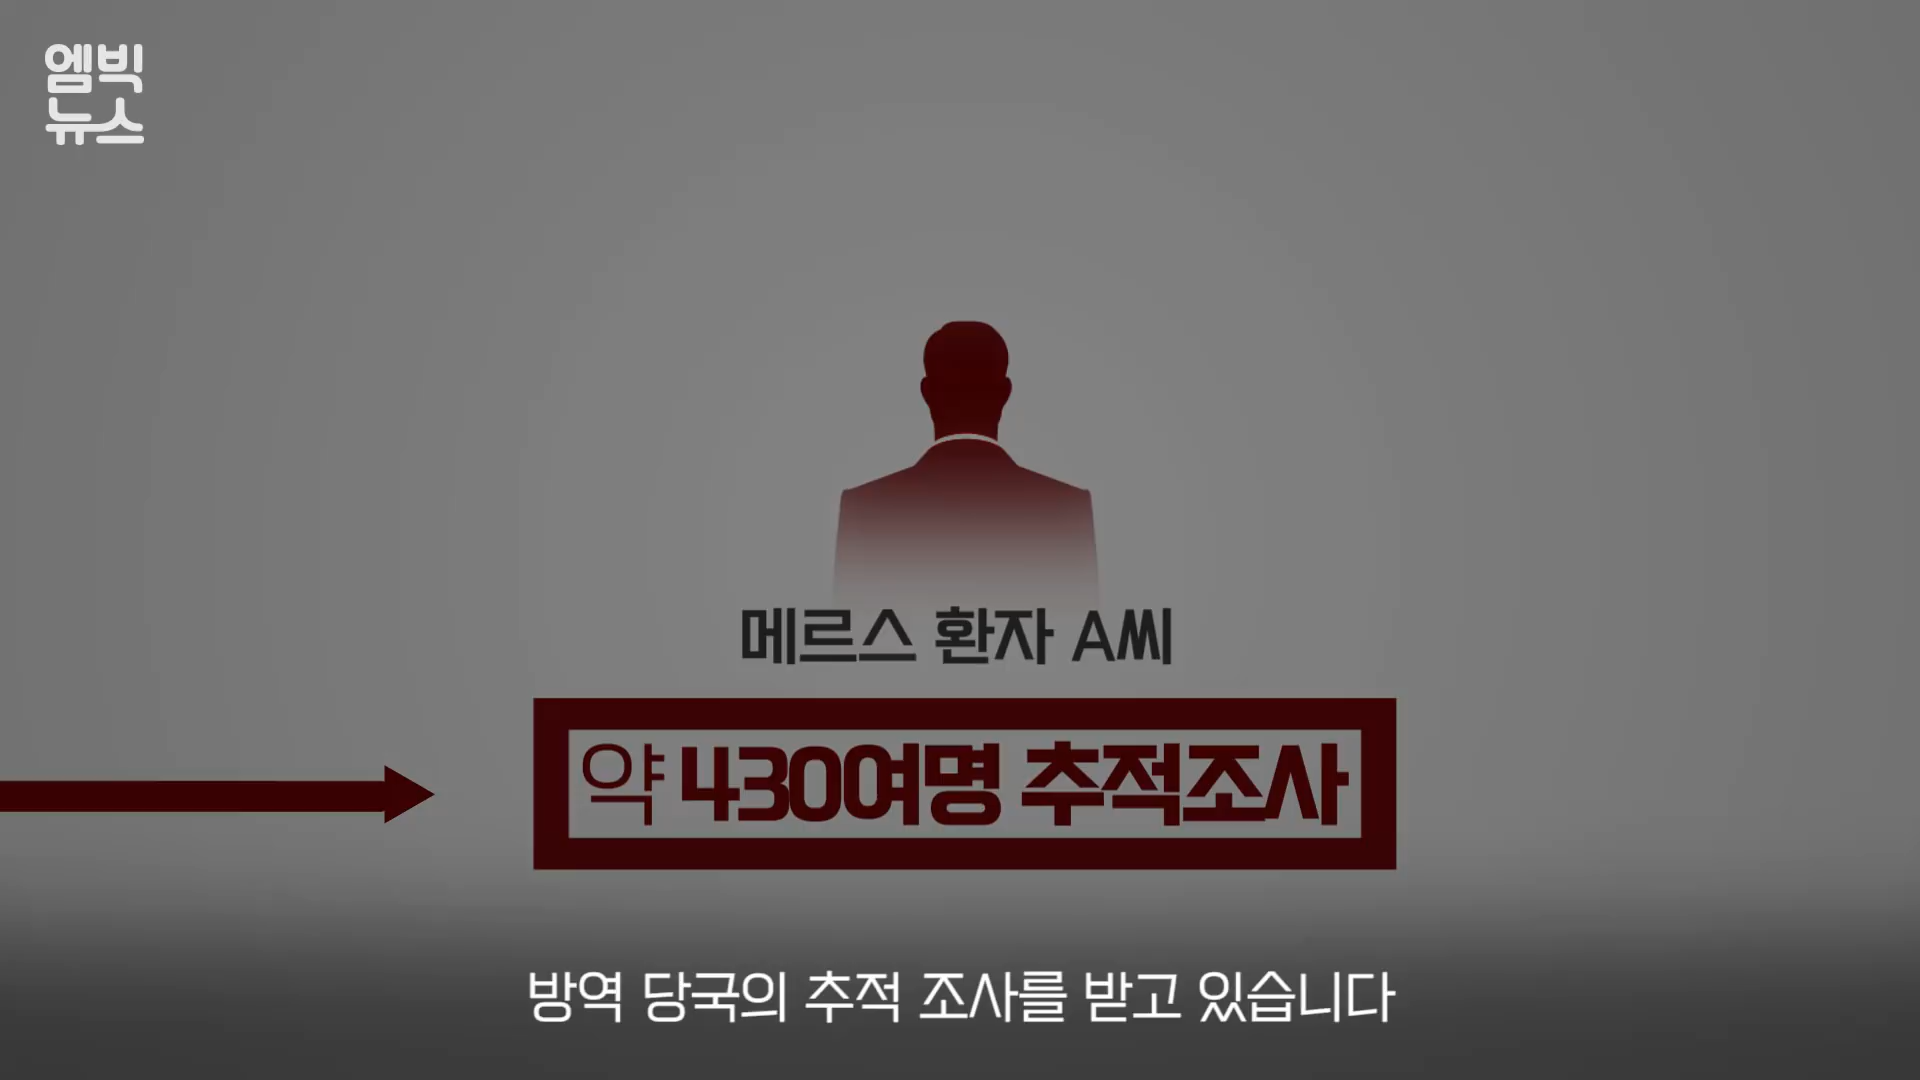 엠빅
뉴스
메르스 환자 A씨
약 430여명 추적조사
방역 당국의 추적 조사를 받고 있습니다